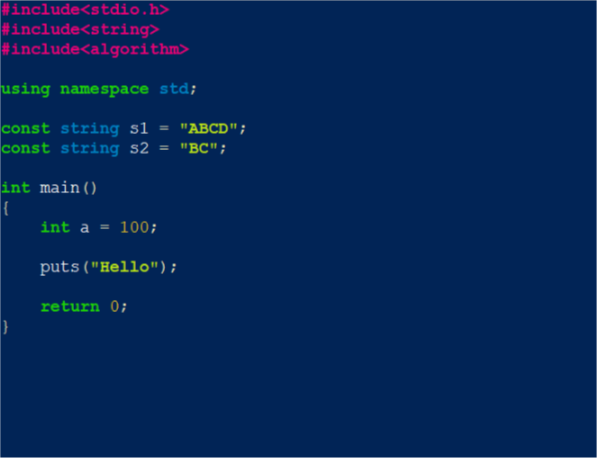 #include<stdio.h>
#include<string>
#include<algorithm>
using namespace std;
const string s1 = "ABCD";
const string s2 = "BC";
int main()
{
    int a = 100;
    puts("Hello");
    return 0;
}